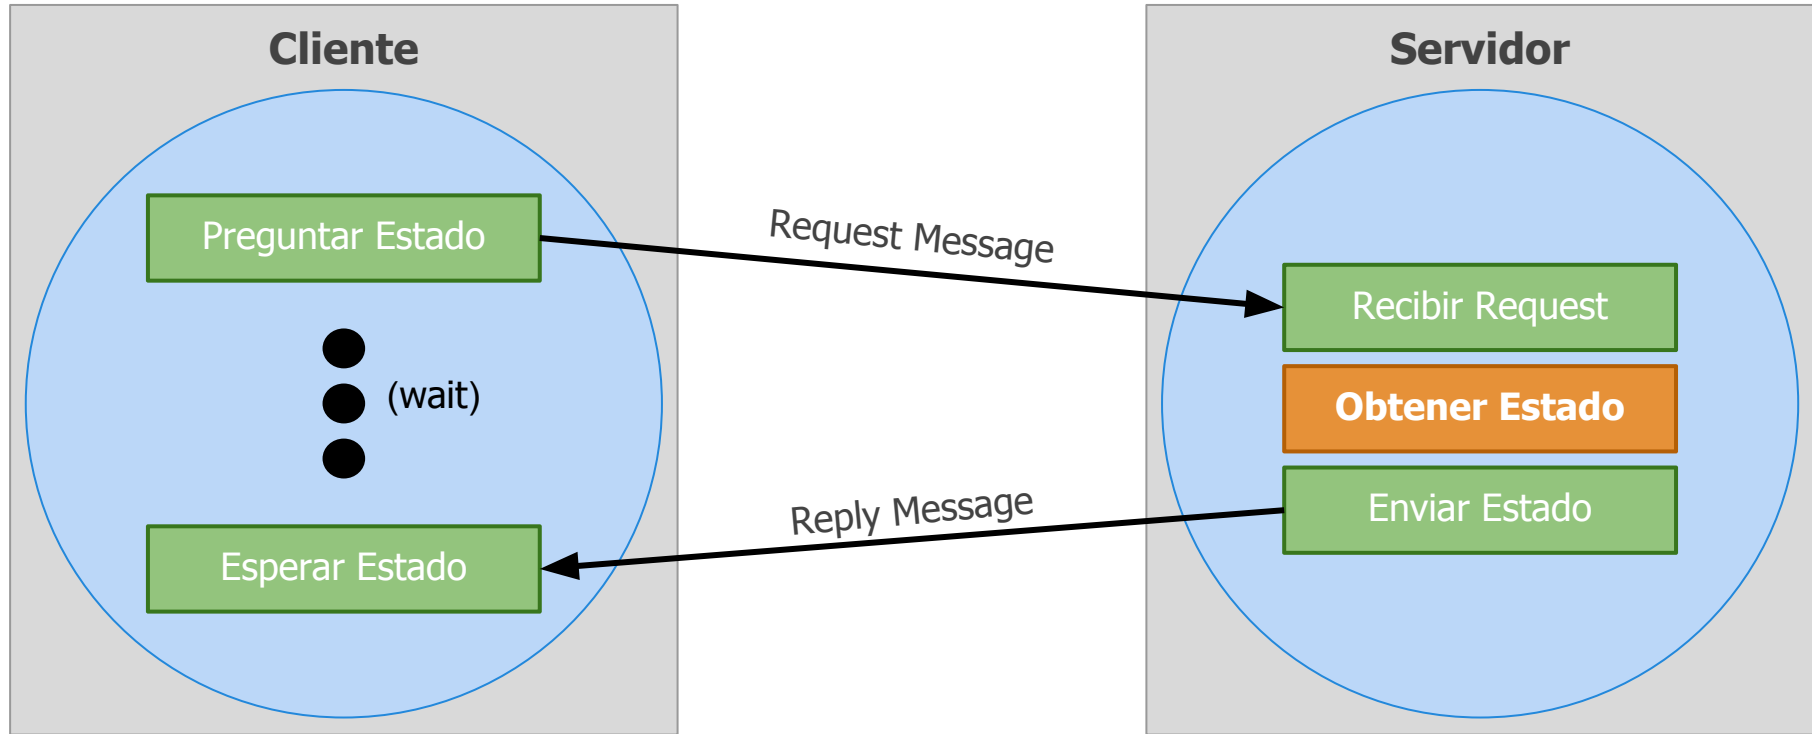 Cliente
Preguntar Estado
(wait)
Esperar Estado
Request Message
Reply Message
Servidor
Recibir Request
Obtener Estado
Enviar Estado